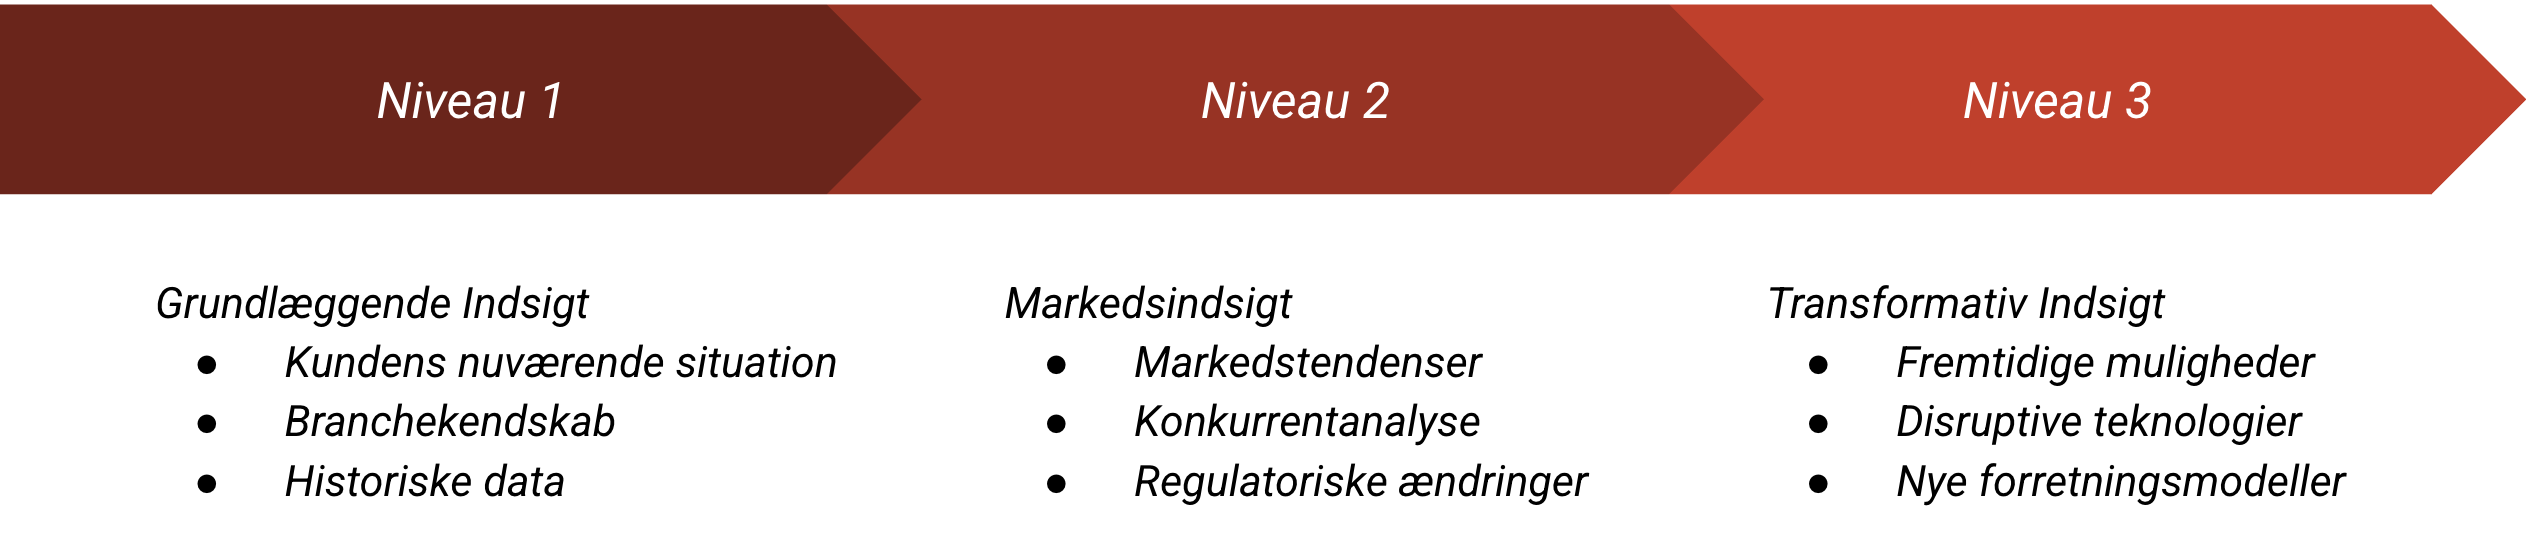 Niveau 1
Niveau 2
Niveau 3
Grundlæggende Indsigt
● Kundens nuværende situation
● Branchekendskab
● Historiske data
Markedsindsigt
● Markedstendenser
● Konkurrentanalyse
● Regulatoriske ændringer
Transformativ Indsigt
● Fremtidige muligheder
● Disruptive teknologier
● Nye forretningsmodeller